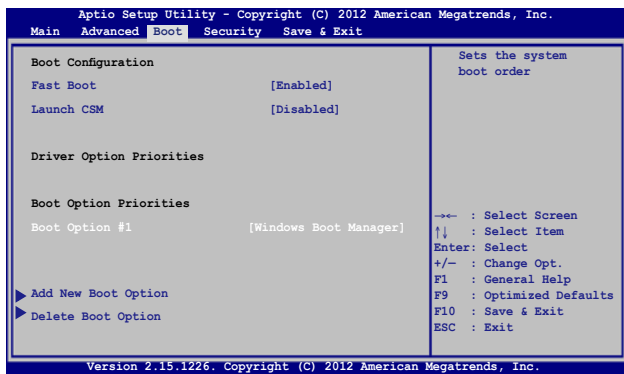 Aptio Setup Utility - Copyright (C) 2012 American Megatrends, Inc.
Main Advanced Boot Security Save & Exit
Boot Configuration
Fast Boot [Enabled]
Launch CSM [Disabled]
Driver Option Priorities
Boot Option Priorities
Boot Option #1 [Windows Boot Manager]
Add New Boot Option
Delete Boot Option
Sets the system
boot order
→← : Select Screen
↑↓ : Select Item
Enter: Select
+/— : Change Opt.
F1 : General Help
F9 : Optimized Defaults
F10 : Save & Exit
ESC : Exit
Version 2.15.1226. Copyright (C) 2012 American Megatrends, Inc.